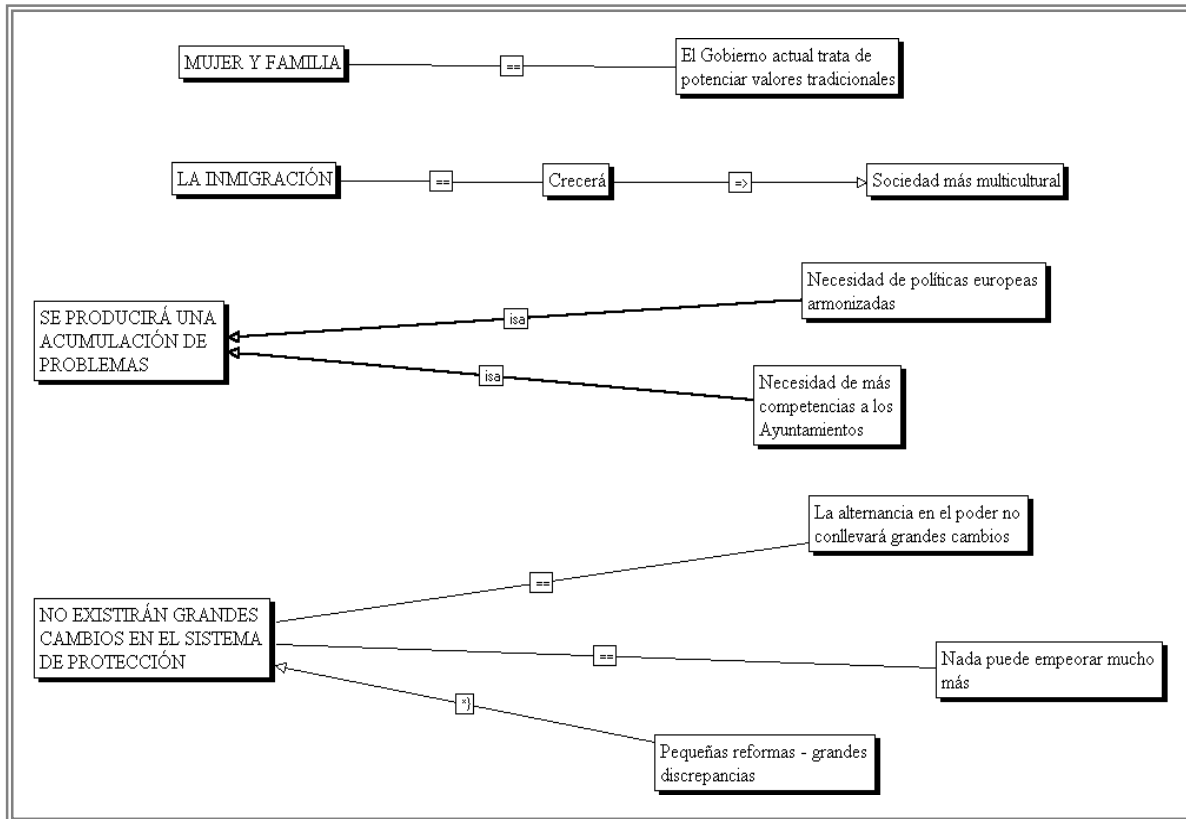 MUJER Y FAMILIA
==
El Gobierno actual trata de
potenciar valores tradicionales
LA INMIGRACIÓN
==
Crecerá
=>
Sociedad más multicultural
SE PRODUCIRÁ UNA
ACUMULACIÓN DE
PROBLEMAS
isa
Necesidad de políticas europeas
armonizadas
isa
Necesidad de más
competencias a los
Ayuntamientos
NO EXISTIRÁN GRANDES
CAMBIOS EN EL SISTEMA
DE PROTECCIÓN
==
La alternancia en el poder no
conllevará grandes cambios
==
Nada puede empeorar mucho
más
*}
Pequeñas reformas - grandes
discrepancias